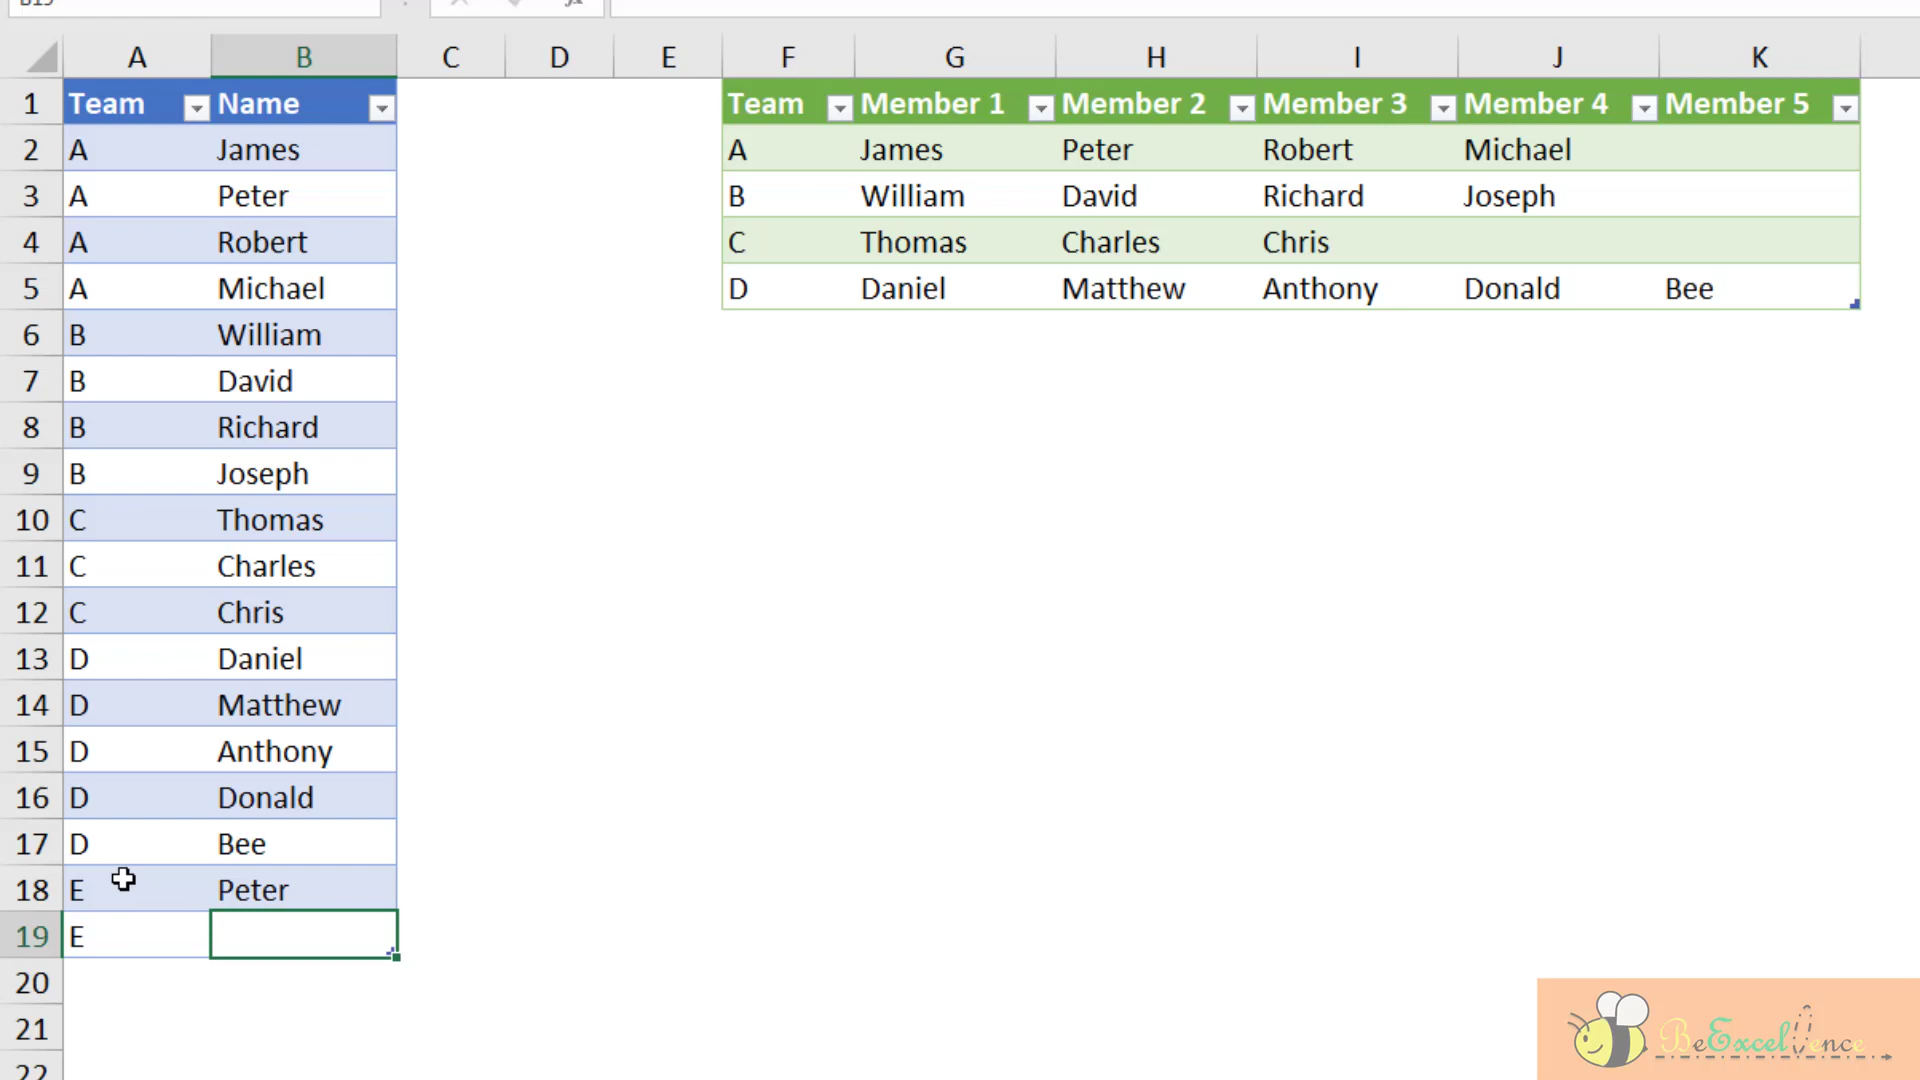 A B C D E F G H I J K
1 Team Name Team Member 1 Member 2 Member 3 Member 4 Member 5
2 A James A James Peter Robert Michael
3 A Peter B William David Richard Joseph
4 A Robert C Thomas Charles Chris
5 A Michael D Daniel Matthew Anthony Donald Bee
6 B William
7 B David
8 B Richard
9 B Joseph
10 C Thomas
11 C Charles
12 C Chris
13 D Daniel
14 D Matthew
15 D Anthony
16 D Donald
17 D Bee
18 E Peter
19 E
20
21
22
BeExcellence